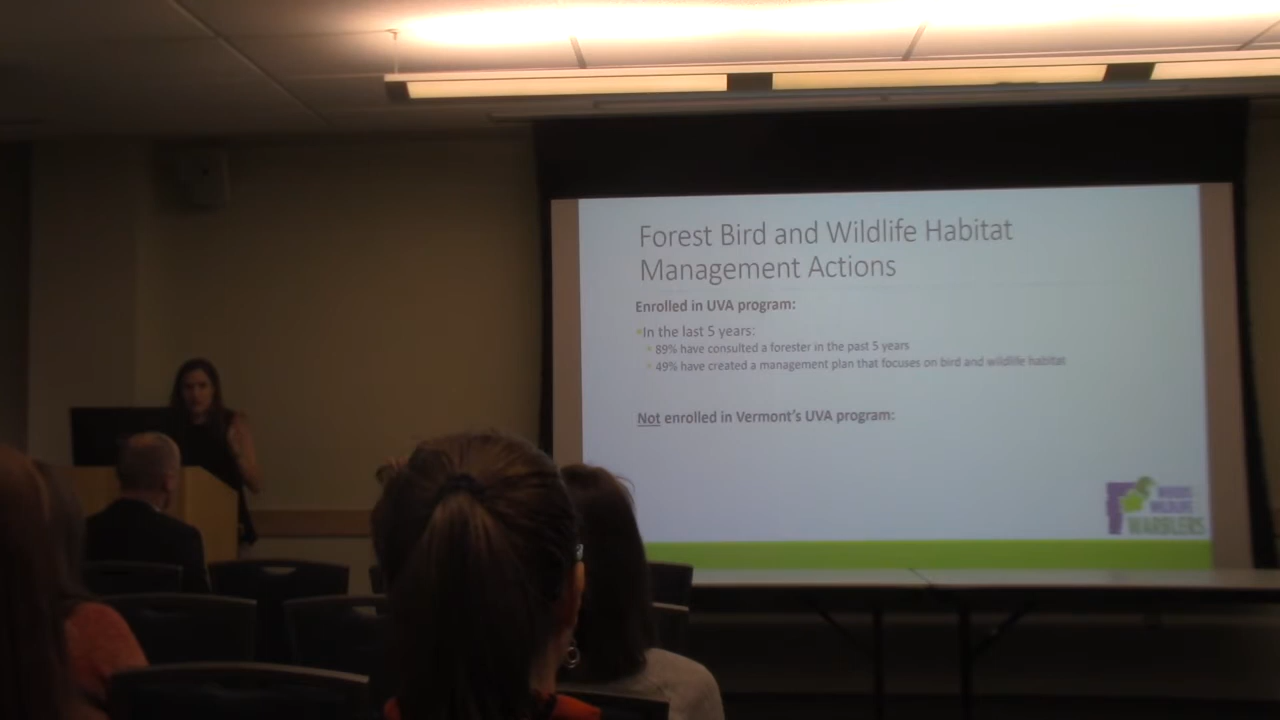 Forest Bird and Wildlife Habitat
Management Actions
Enrolled in UVA program:
In the last 5 years:
89% have consulted a forester in the past 5 years
49% have created a management plan that focuses on bird and wildlife habitat
Not enrolled in Vermont's UVA program:
WOODS
WILDLIFE
WARBLERS